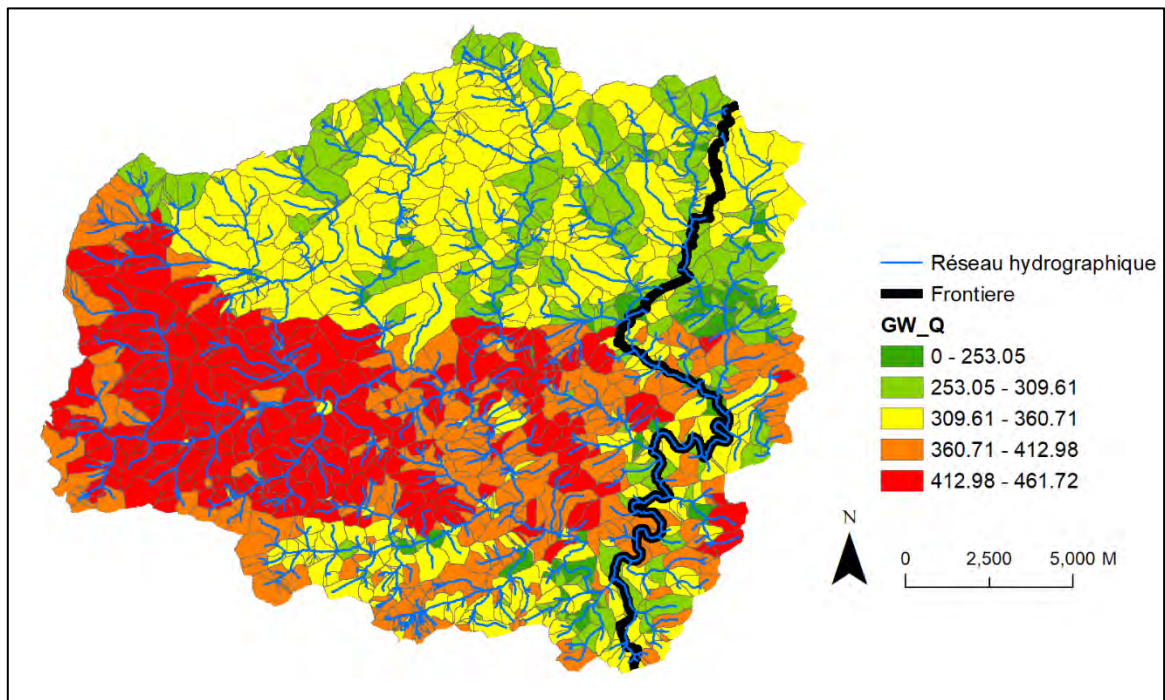 Réseau hydrographique
Frontiere
GW_Q
0 - 253.05
253.05 - 309.61
309.61 - 360.71
360.71 - 412.98
412.98 - 461.72
N
0 2,500 5,000 M